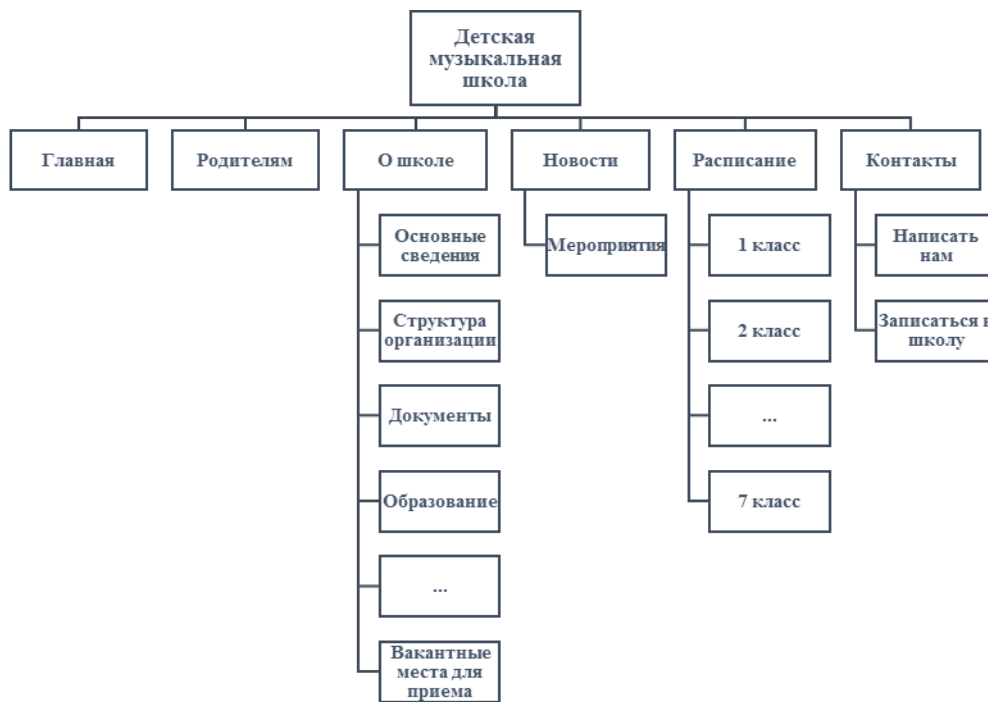 Детская
музыкальная
школа
Главная
Родителям
О школе
Новости
Расписание
Контакты
Основные
сведения
Структура
организации
Документы
Образование
...
Вакантные
места для
приема
Мероприятия
1 класс
2 класс
...
7 класс
Написать
нам
Записаться в
школу